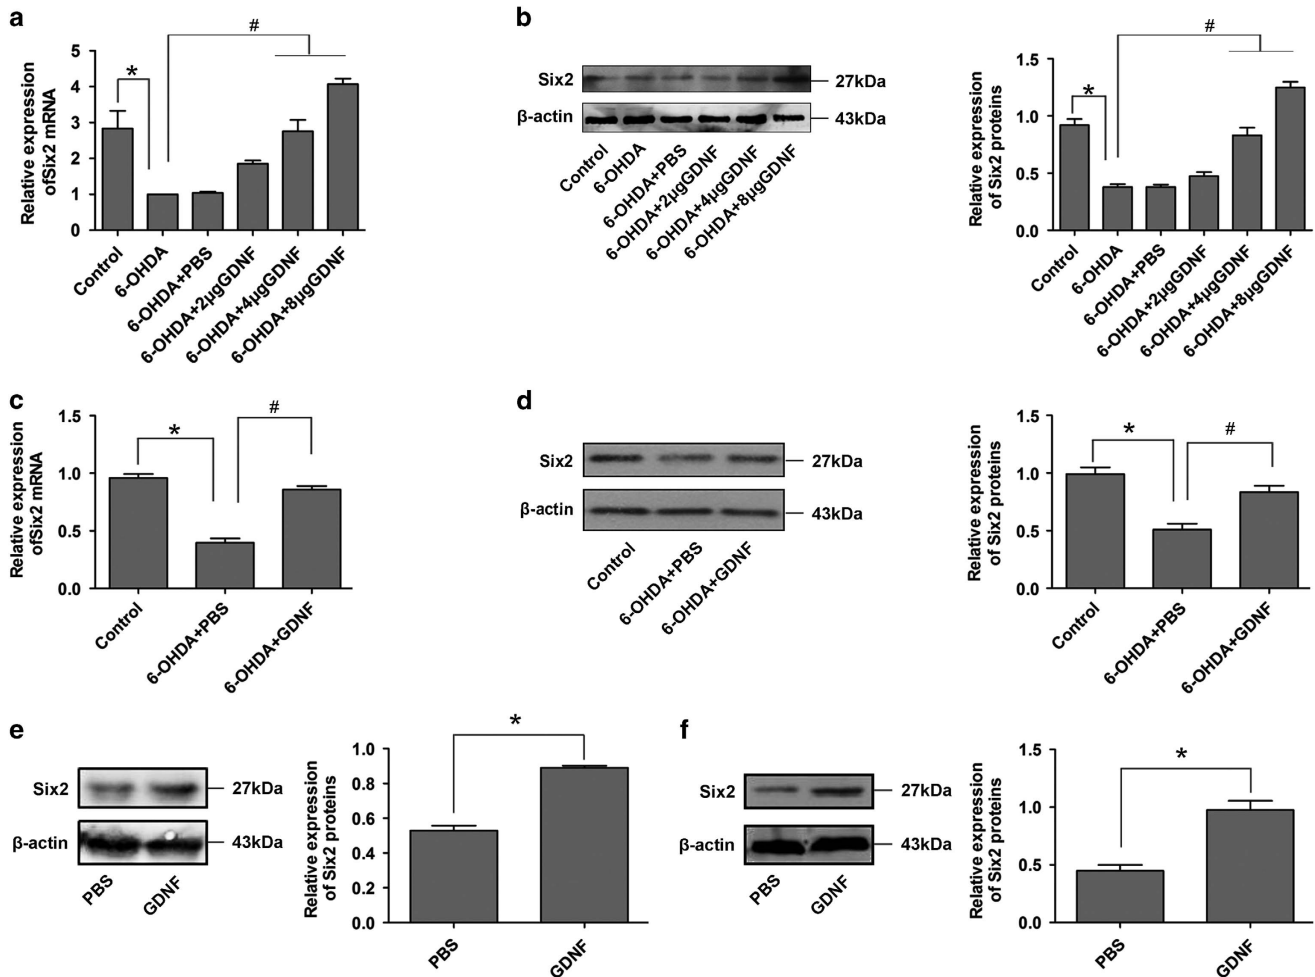 a
#
*
Relative expression
ofSix2 mRNA
5
4
3
2
1
0
Control
6-OHDA
6-OHDA+PBS
6-OHDA+2µgGDNF
6-OHDA+4µgGDNF
6-OHDA+8µgGDNF
b
Six2
27kDa
β-actin
43kDa
Control
6-OHDA
6-OHDA+PBS
6-OHDA+2µgGDNF
6-OHDA+4µgGDNF
6-OHDA+8µgGDNF
#
*
Relative expression
of Six2 proteins
1.5
1.0
0.5
0.0
Control
6-OHDA
6-OHDA+PBS
6-OHDA+2µgGDNF
6-OHDA+4µgGDNF
6-OHDA+8µgGDNF
c
*
#
Relative expression
ofSix2 mRNA
1.5
1.0
0.5
0.0
Control
6-OHDA+PBS
6-OHDA+GDNF
d
Six2
27kDa
β-actin
43kDa
Control
6-OHDA+PBS
6-OHDA+GDNF
*
#
Relative expression
of Six2 proteins
1.5
1.0
0.5
0.0
Control
6-OHDA+PBS
6-OHDA+GDNF
e
Six2
27kDa
β-actin
43kDa
PBS
GDNF
*
Relative expression
of Six2 proteins
1.0
0.8
0.6
0.4
0.2
0.0
PBS
GDNF
f
Six2
27kDa
β-actin
43kDa
PBS
GDNF
*
Relative expression
of Six2 proteins
1.5
1.0
0.5
0.0
PBS
GDNF